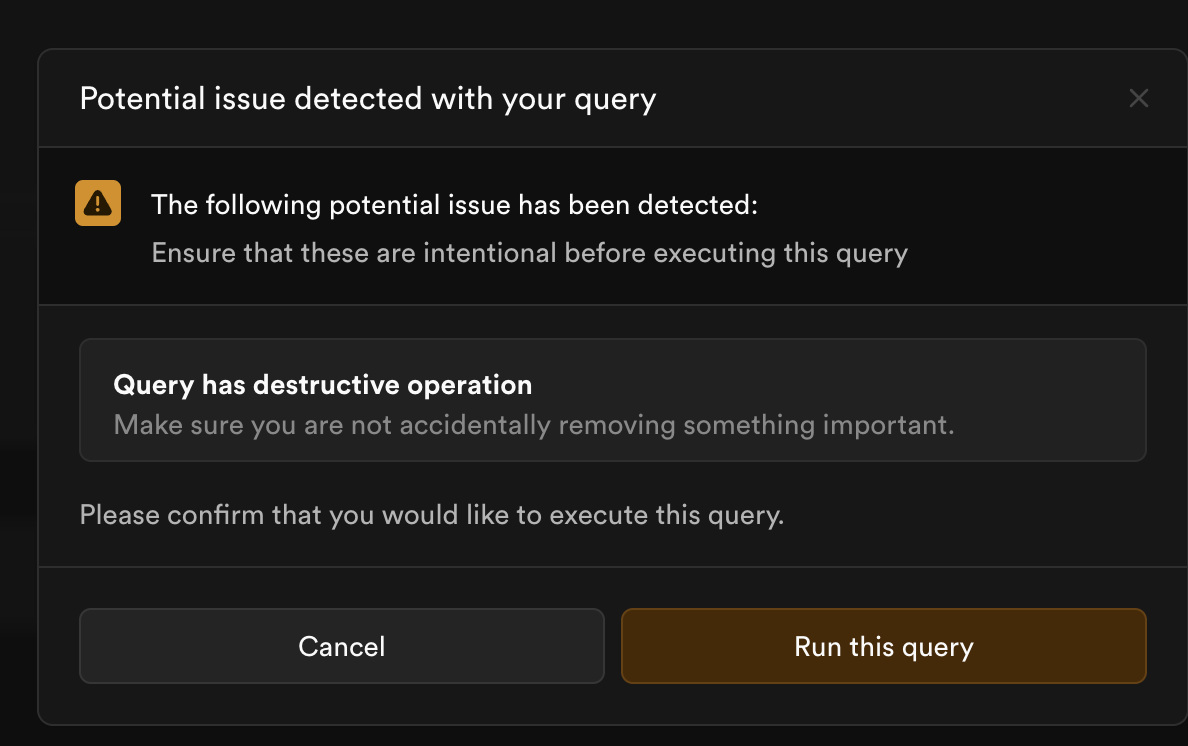 Potential issue detected with your query
The following potential issue has been detected:
Ensure that these are intentional before executing this query
Query has destructive operation
Make sure you are not accidentally removing something important.
Please confirm that you would like to execute this query.
Cancel
Run this query